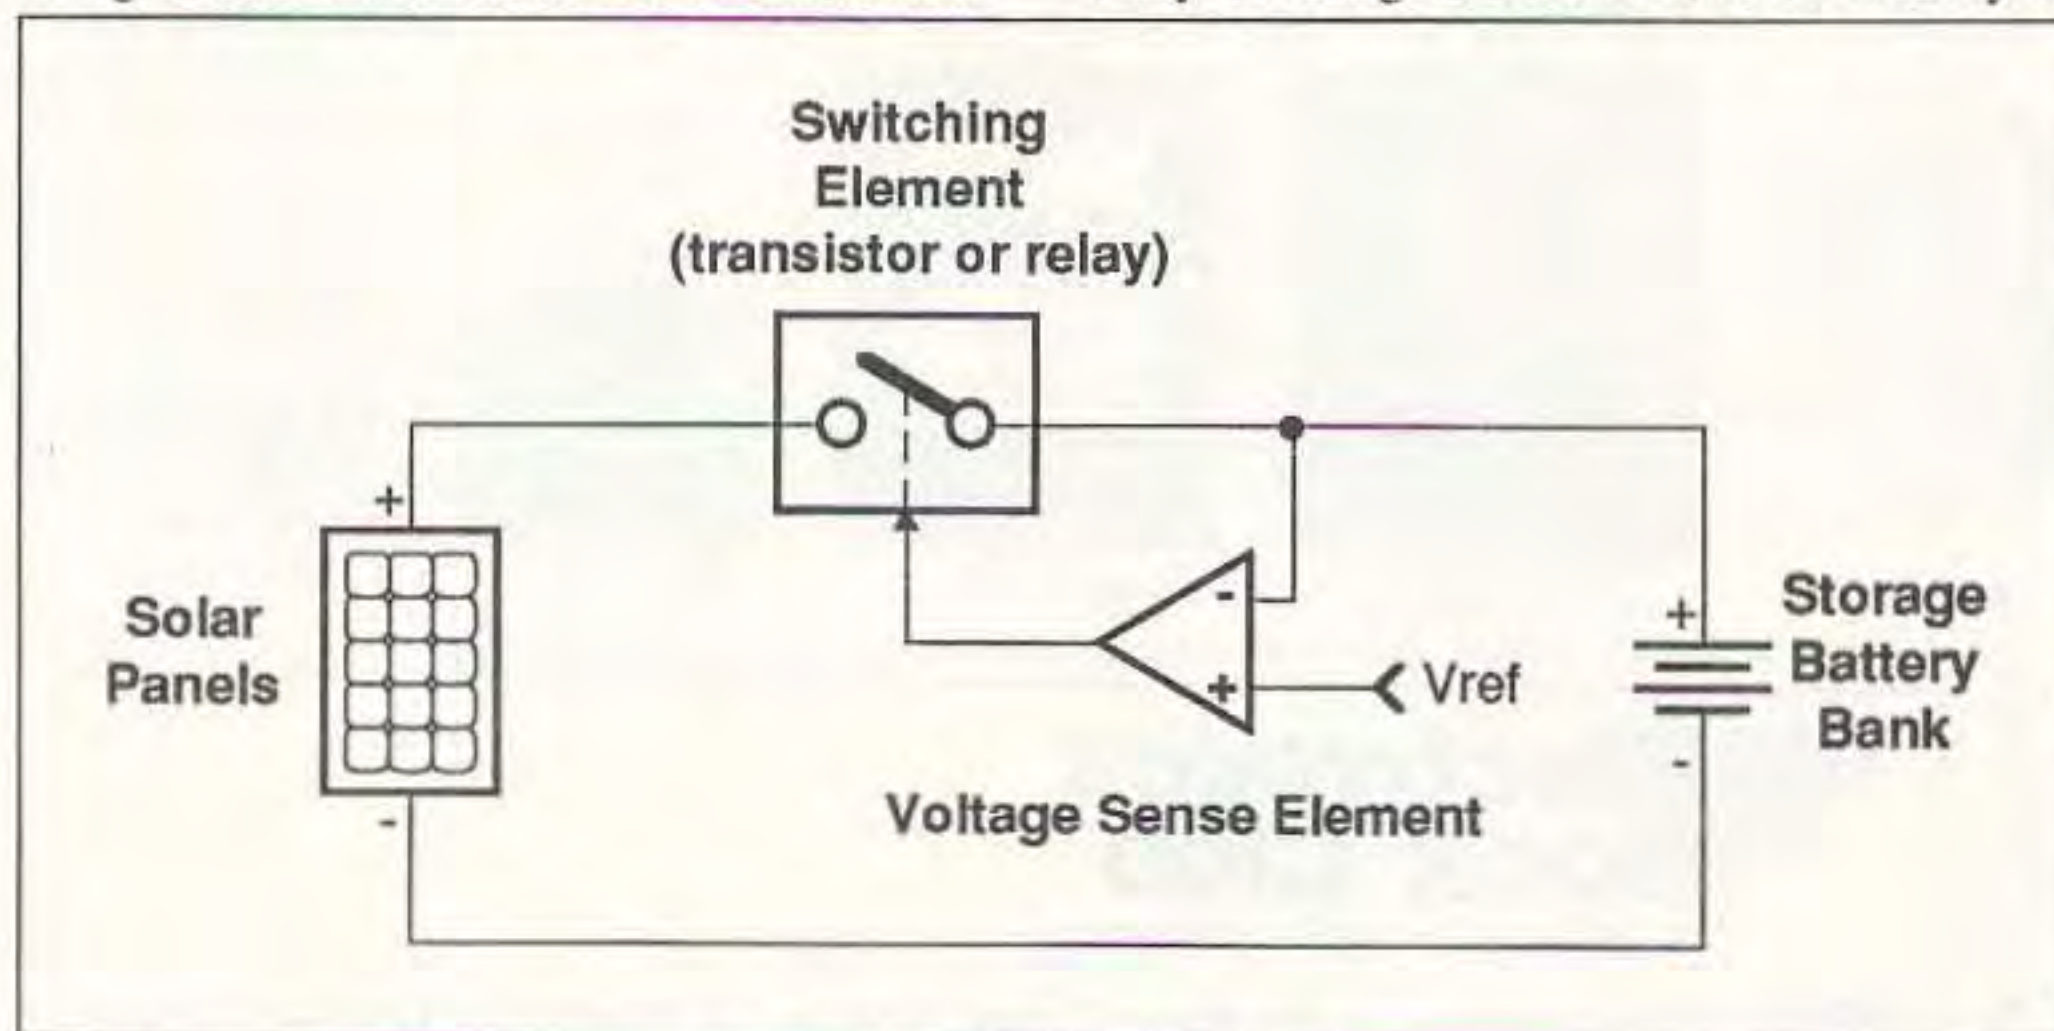 Switching
Element
(transistor or relay)
+
Solar
Panels
-
-
+
Vref
Voltage Sense Element
+
Storage
Battery
Bank
-